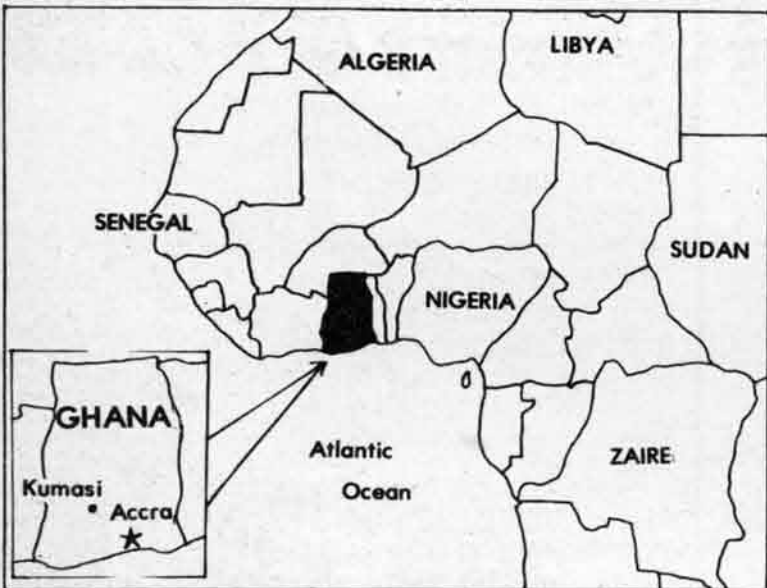 ALGERIA
LIBYA
SENEGAL
SUDAN
NIGERIA
GHANA
Kumasi
Accra
Atlantic
Ocean
ZAIRE